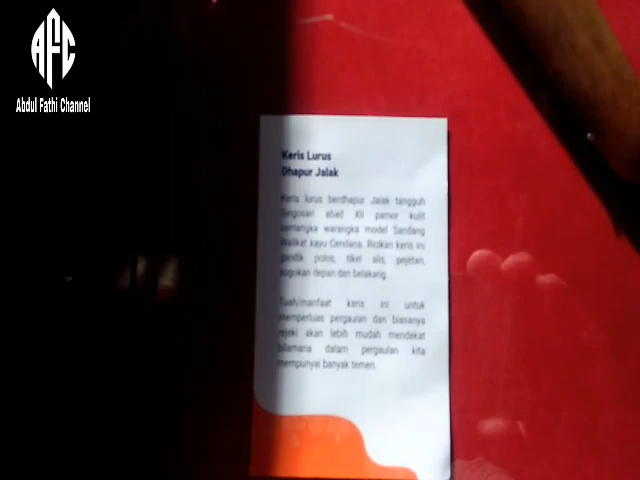 AFC
Abdul Fathi Channel
Keris Lurus
Dhapur Jalak
Keris lurus berdhapur Jalak tangguh
Singosari abad XII pamor kulit
semangka warangka model Sandang
Walikat kayu Cendana. Ricikan keris ini
gandik polos, tikel alis, pejetan,
sogokan depan dan belakang.
Tuah/manfaat keris ini untuk
memperluas pergaulan dan biasanya
rejeki akan lebih mudah mendekat
bilamana dalam pergaulan kita
mempunyai banyak temen.